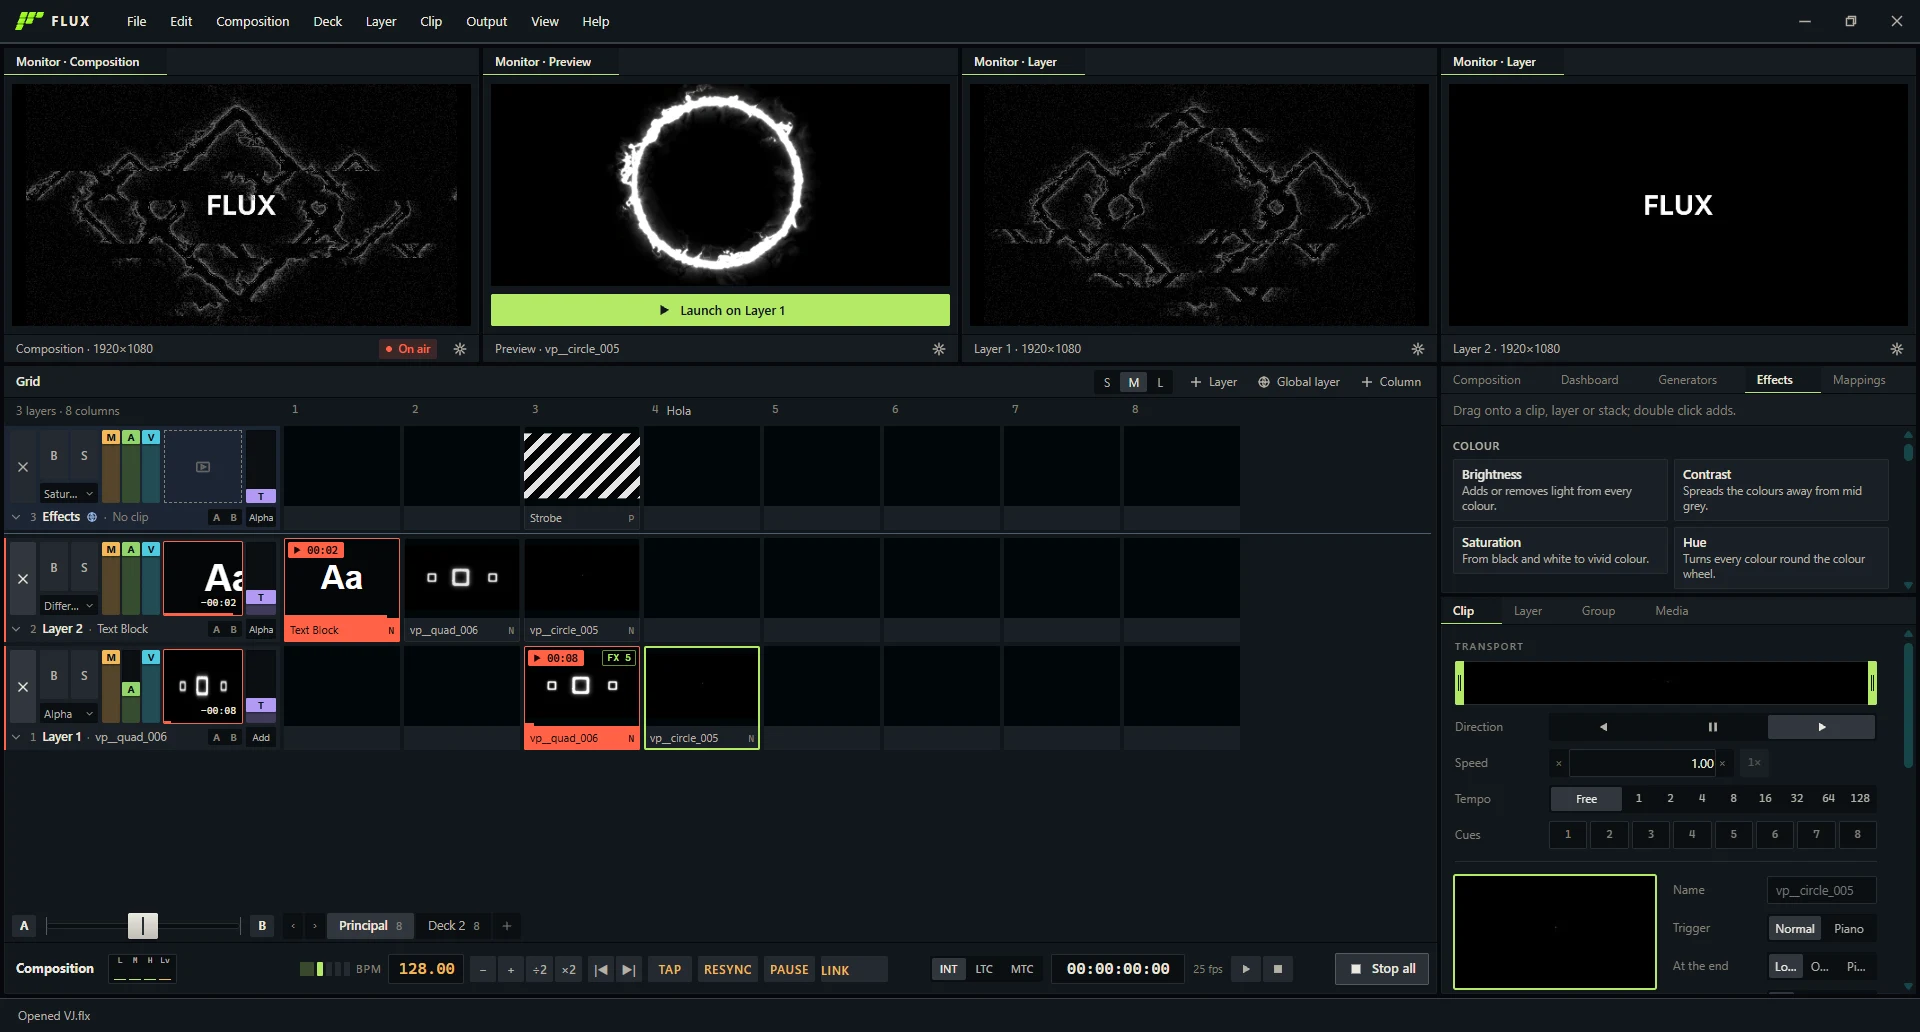 FLUX File Edit Composition Deck Layer Clip Output View Help
Monitor · Composition
Monitor · Preview
Monitor · Layer
Monitor · Layer
FLUX
FLUX
Launch on Layer 1
Composition · 1920×1080
On air
Preview · vp_circle_005
Layer 1 · 1920×1080
Layer 2 · 1920×1080
Grid
S M L
Layer
Global layer
Column
3 layers · 8 columns
1 2 3 4 Hola 5 6 7 8
B S
M A V
Satur...
T
3 Effects · No clip
A B
Alpha
Strobe P
B S
M A V
Differ...
Aa
−00:02
T
2 Layer 2 · Text Block
A B
Alpha
00:02
Aa
Text Block N
vp_quad_006 N
vp_circle_005 N
B S
M A V
Alpha
−00:08
T
1 Layer 1 · vp_quad_006
A B
Add
00:08 FX 5
vp_quad_006 N
vp_circle_005 N
A
B
Principal 8
Deck 2 8
+
Composition
L M H Lv
BPM 128.00
− + ÷2 ×2
TAP RESYNC PAUSE LINK
INT LTC MTC
00:00:00:00
25 fps
Stop all
Opened VJ.flx
Composition Dashboard Generators Effects Mappings
Drag onto a clip, layer or stack; double click adds.
COLOUR
Brightness
Adds or removes light from every
colour.
Contrast
Spreads the colours away from mid
grey.
Saturation
From black and white to vivid colour.
Hue
Turns every colour round the colour
wheel.
Clip Layer Group Media
TRANSPORT
Direction
Speed × 1.00 × 1×
Tempo Free 1 2 4 8 16 32 64 128
Cues 1 2 3 4 5 6 7 8
Name vp_circle_005
Trigger Normal Piano
At the end Lo... O... Pi...